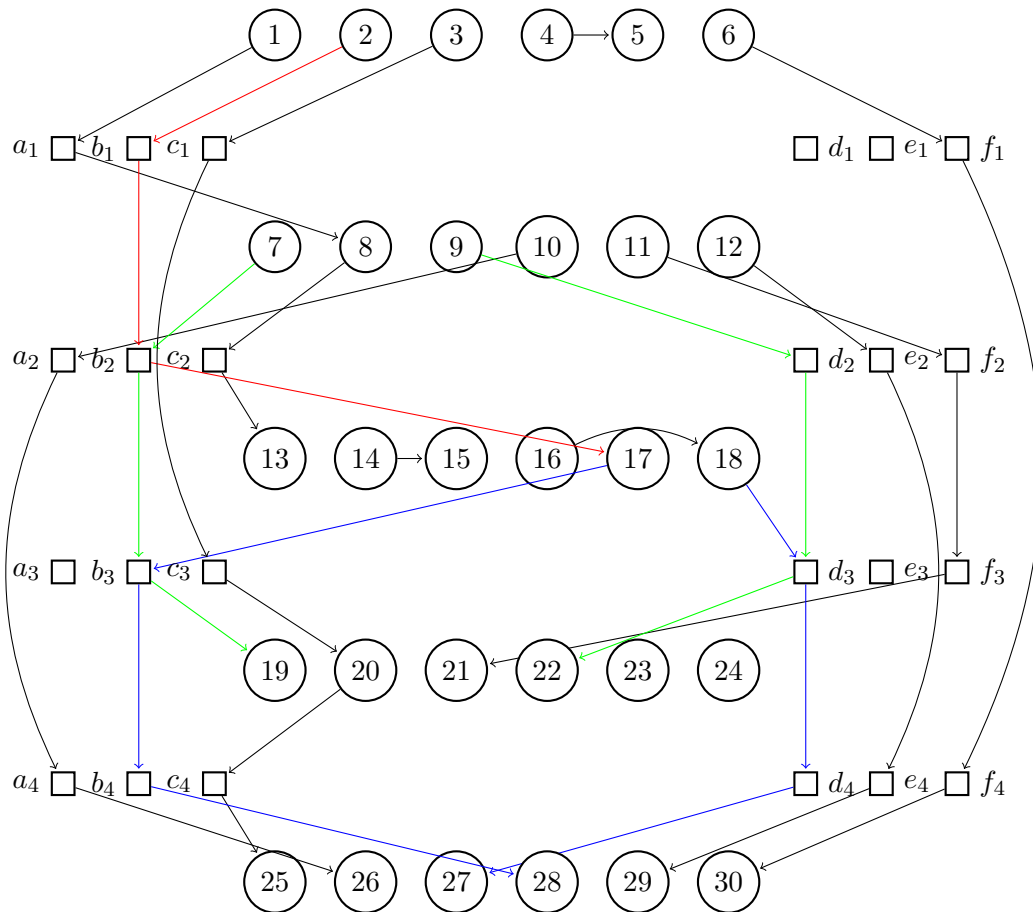 1 2 3 4 5 6
a₁ b₁ c₁ d₁ e₁ f₁
7 8 9 10 11 12
a₂ b₂ c₂ d₂ e₂ f₂
13 14 15 16 17 18
a₃ b₃ c₃ d₃ e₃ f₃
19 20 21 22 23 24
a₄ b₄ c₄ d₄ e₄ f₄
25 26 27 28 29 30